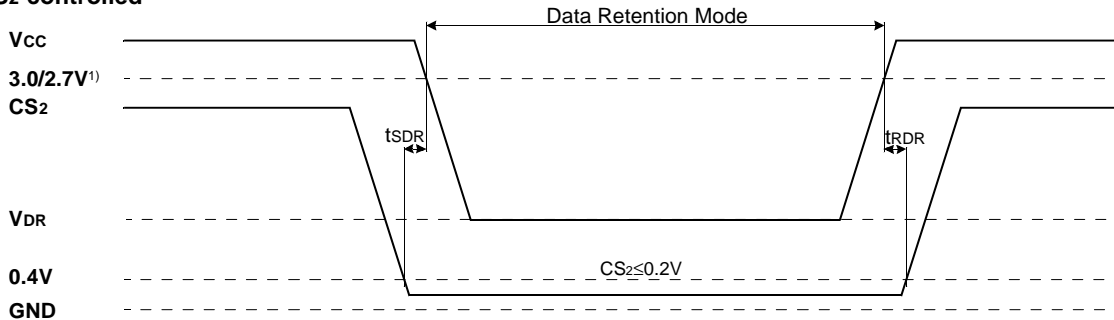 CS2 controlled
Data Retention Mode
VCC
3.0/2.7V1)
CS2
tSDR
tRDR
VDR
CS2≤0.2V
0.4V
GND